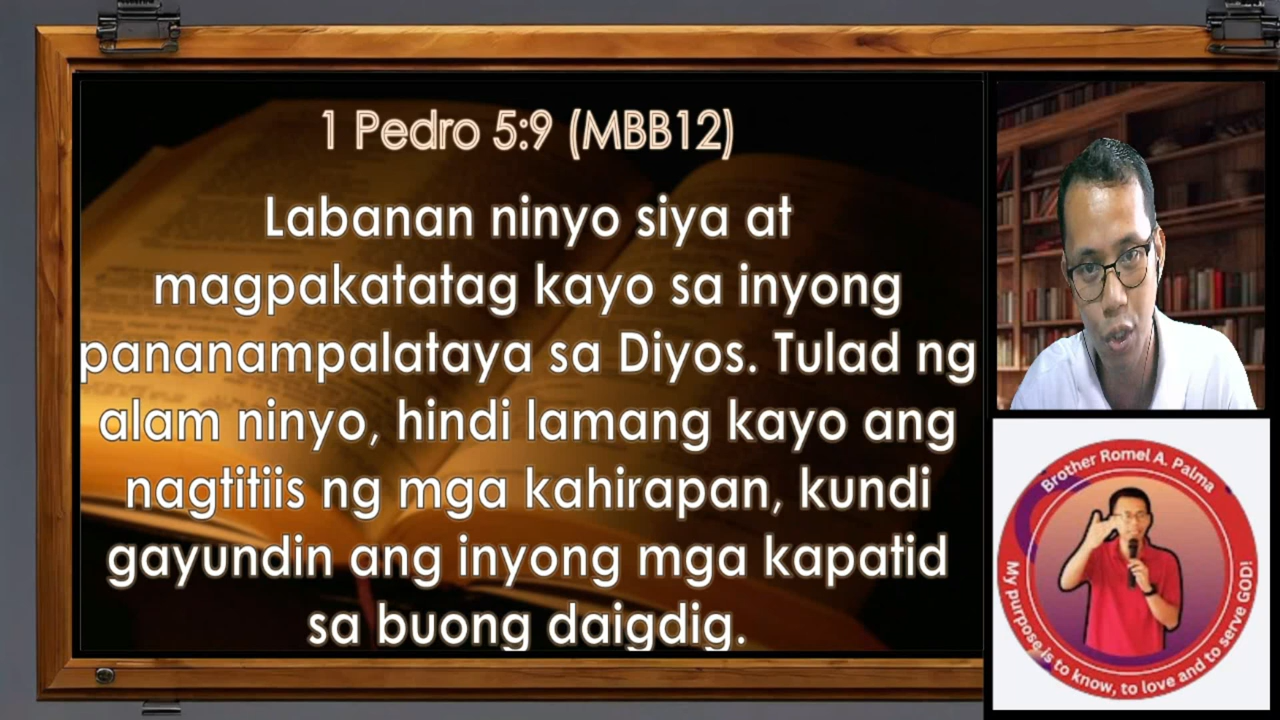 1 Pedro 5:9 (MBB12)
Labanan ninyo siya at
magpakatatag kayo sa inyong
pananampalataya sa Diyos. Tulad ng
alam ninyo, hindi lamang kayo ang
nagtitiis ng mga kahirapan, kundi
gayundin ang inyong mga kapatid
sa buong daigdig.
Brother Romel A. Palma
My purpose is to know, to love and to serve GOD!